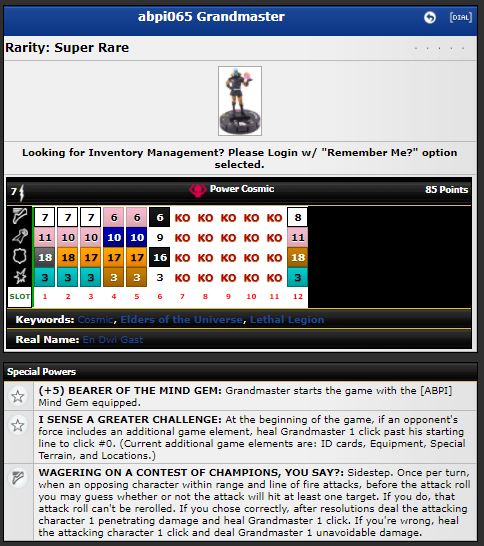 abpi065 Grandmaster
[DIAL]
Rarity: Super Rare
Looking for Inventory Management? Please Login w/ "Remember Me?" option
selected.
7 Power Cosmic 85 Points
7 7 7 6 6 6 KO KO KO KO KO 8
11 10 10 10 10 9 KO KO KO KO KO 11
18 18 17 17 17 16 KO KO KO KO KO 18
3 3 3 3 3 3 KO KO KO KO KO 3
SLOT 1 2 3 4 5 6 7 8 9 10 11 12
Keywords: Cosmic, Elders of the Universe, Lethal Legion
Real Name: En Dwi Gast
Special Powers
(+5) BEARER OF THE MIND GEM: Grandmaster starts the game with the [ABPI]
Mind Gem equipped.
I SENSE A GREATER CHALLENGE: At the beginning of the game, if an opponent's
force includes an additional game element, heal Grandmaster 1 click past his starting
line to click #0. (Current additional game elements are: ID cards, Equipment, Special
Terrain, and Locations.)
WAGERING ON A CONTEST OF CHAMPIONS, YOU SAY?: Sidestep. Once per turn,
when an opposing character within range and line of fire attacks, before the attack roll
you may guess whether or not the attack will hit at least one target. If you do, that
attack roll can't be rerolled. If you chose correctly, after resolutions deal the attacking
character 1 penetrating damage and heal Grandmaster 1 click. If you're wrong, heal
the attacking character 1 click and deal Grandmaster 1 unavoidable damage.